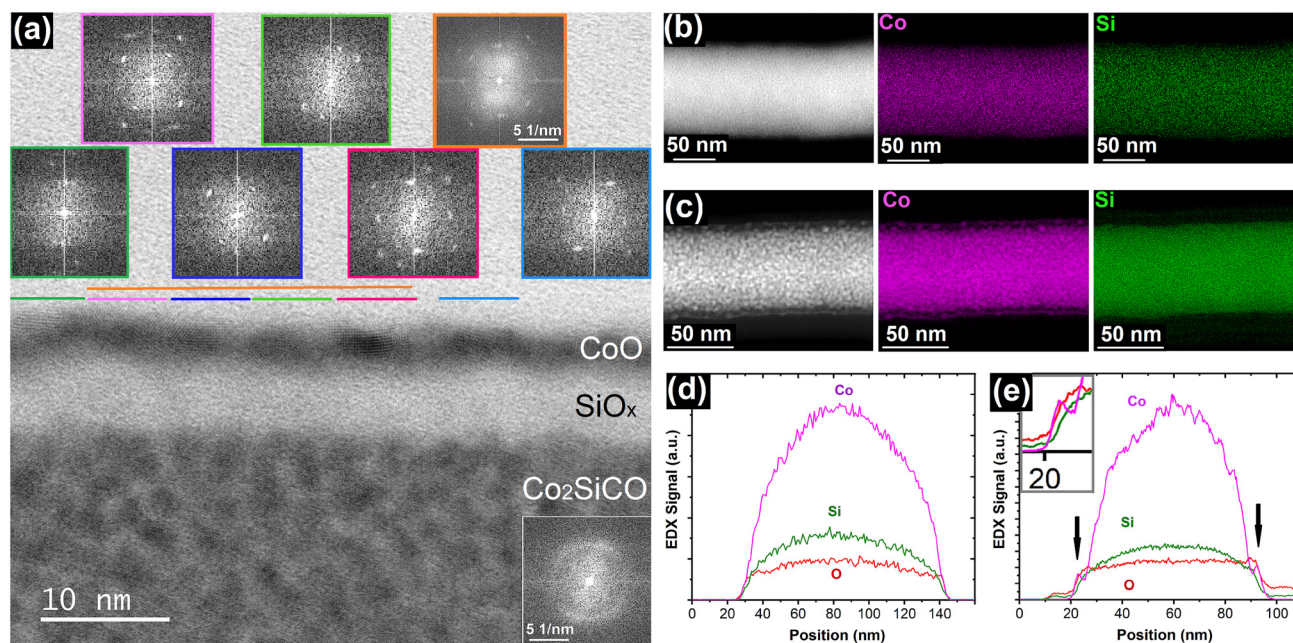 (a)
5 1/nm
CoO
SiOx
Co2SiCO
10 nm
5 1/nm
(b)
50 nm
Co
50 nm
Si
50 nm
(c)
50 nm
Co
50 nm
Si
50 nm
(d)
EDX Signal (a.u.)
Co
Si
O
20 40 60 80 100 120 140 160
Position (nm)
(e)
EDX Signal (a.u.)
20
Co
Si
O
0 20 40 60 80 100
Position (nm)